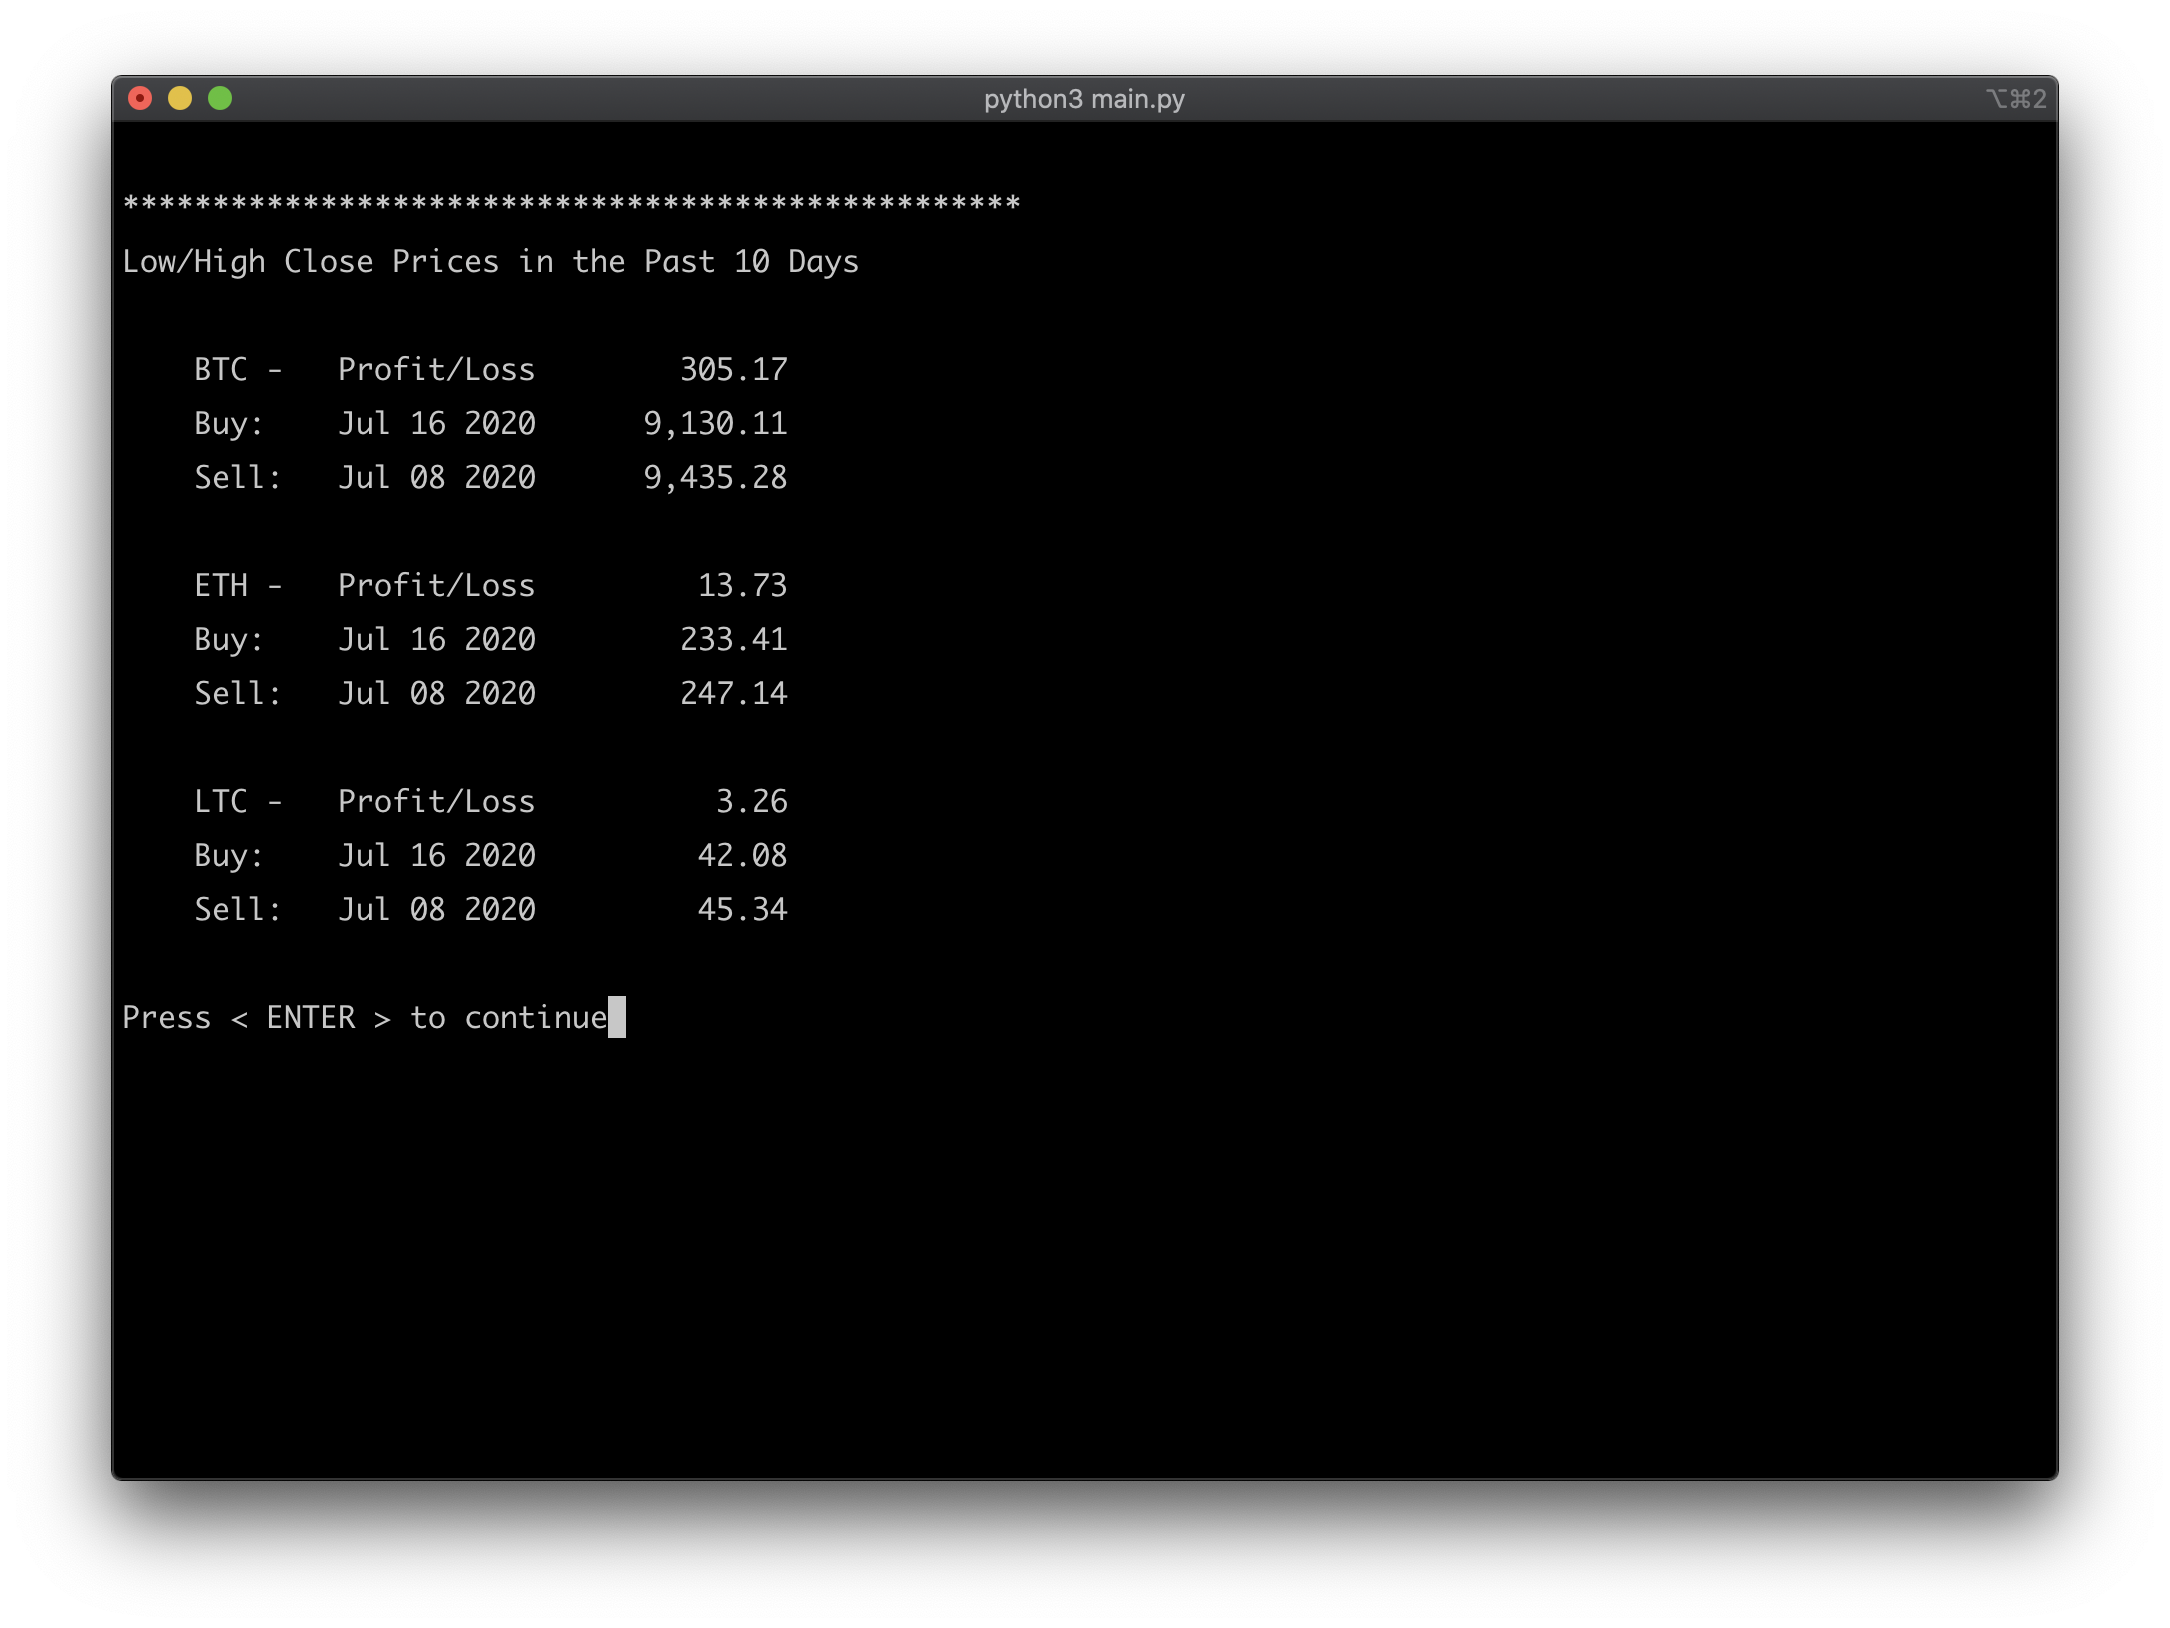 python3 main.py ⌥⌘2
**************************************************
Low/High Close Prices in the Past 10 Days
BTC - Profit/Loss 305.17
Buy: Jul 16 2020 9,130.11
Sell: Jul 08 2020 9,435.28
ETH - Profit/Loss 13.73
Buy: Jul 16 2020 233.41
Sell: Jul 08 2020 247.14
LTC - Profit/Loss 3.26
Buy: Jul 16 2020 42.08
Sell: Jul 08 2020 45.34
Press < ENTER > to continue